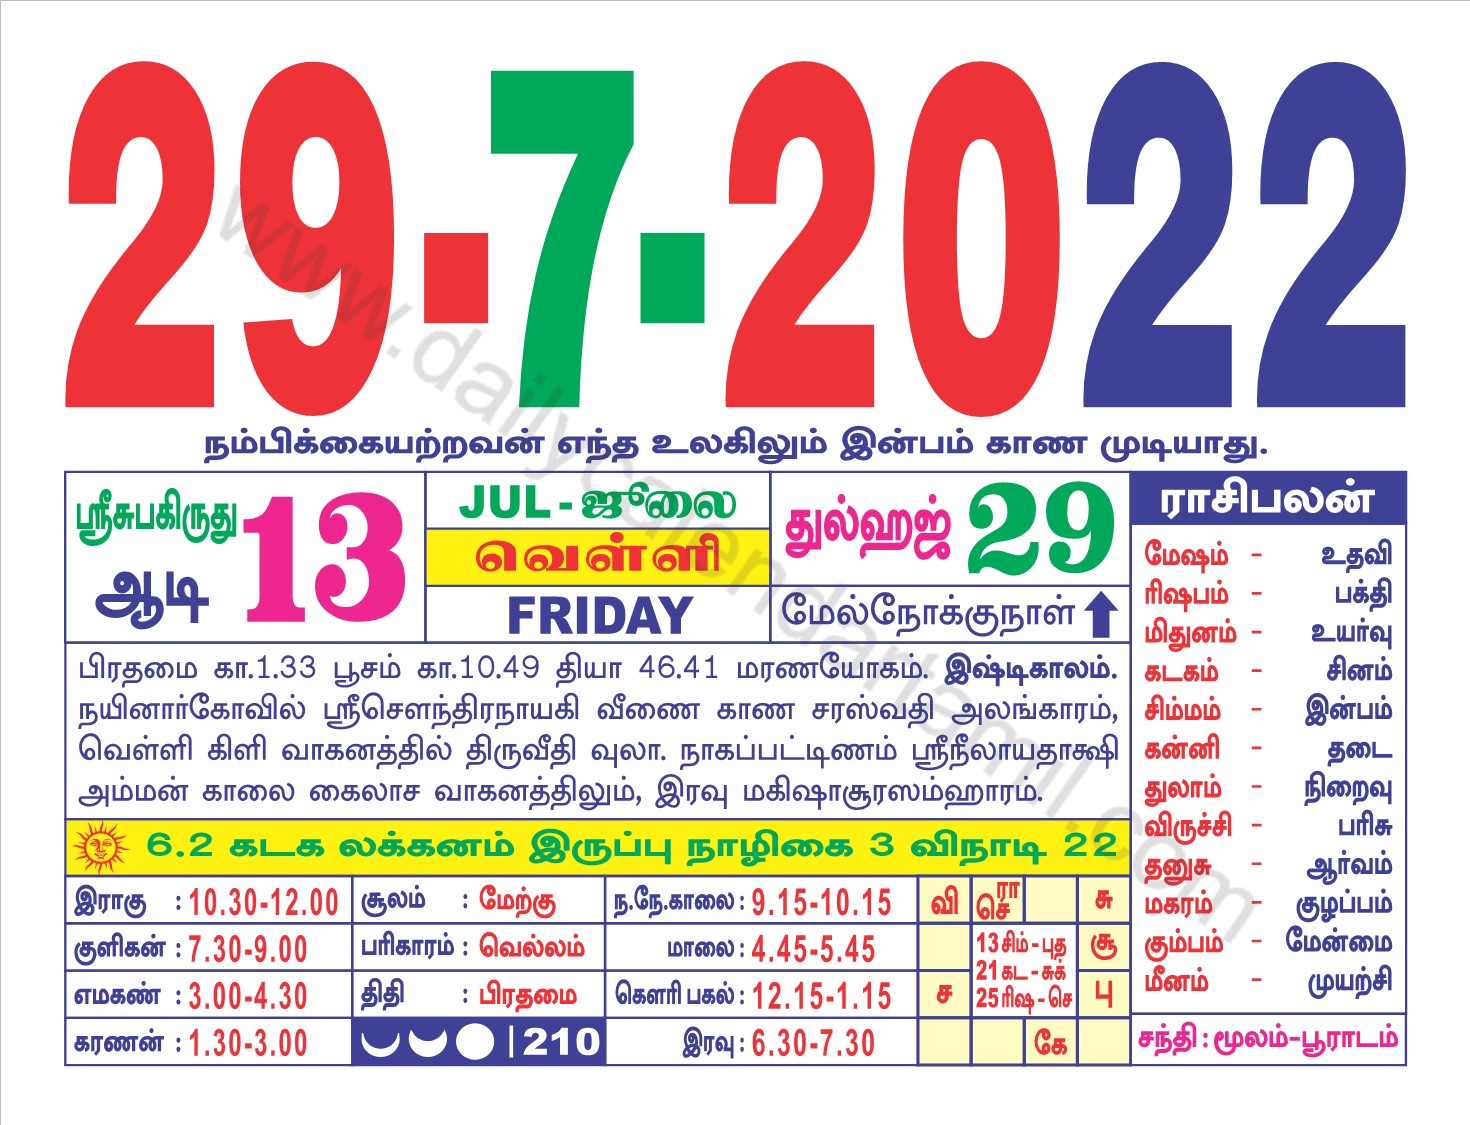 29-7-2022
நம்பிக்கையற்றவன் எந்த உலகிலும் இன்பம் காண முடியாது.
ஸ்ரீசுபகிருது
ஆடி 13
JUL - ஜூலை
வெள்ளி
FRIDAY
துல்ஹஜ் 29
மேல்நோக்குநாள்
பிரதமை கா.1.33 பூசம் கா.10.49 தியா 46.41 மரணயோகம். இஷ்டிகாலம்.
நயினார்கோவில் ஸ்ரீசௌந்திரநாயகி வீணை காண சரஸ்வதி அலங்காரம்,
வெள்ளி கிளி வாகனத்தில் திருவீதி வுலா. நாகப்பட்டிணம் ஸ்ரீநீலாயதாக்ஷி
அம்மன் காலை கைலாச வாகனத்திலும், இரவு மகிஷாசூரஸம்ஹாரம்.
6.2 கடக லக்கனம் இருப்பு நாழிகை 3 விநாடி 22
இராகு : 10.30-12.00
குளிகன் : 7.30-9.00
எமகண் : 3.00-4.30
கரணன் : 1.30-3.00
சூலம் : மேற்கு
பரிகாரம் : வெல்லம்
திதி : பிரதமை
|210
ந.நே.காலை : 9.15-10.15
மாலை : 4.45-5.45
கௌரி பகல் : 12.15-1.15
இரவு : 6.30-7.30
வி
ரா
செ
சு
13 சிம் - புத
சூ
21 கட - சுக்
ச
25 ரிஷ - செ
பு
கே
ராசிபலன்
மேஷம் - உதவி
ரிஷபம் - பக்தி
மிதுனம் - உயர்வு
கடகம் - சினம்
சிம்மம் - இன்பம்
கன்னி - தடை
துலாம் - நிறைவு
விருச்சி - பரிசு
தனுசு - ஆர்வம்
மகரம் - குழப்பம்
கும்பம் - மேன்மை
மீனம் - முயற்சி
சந்தி : மூலம்-பூராடம்
www.dailycalendartamil.com